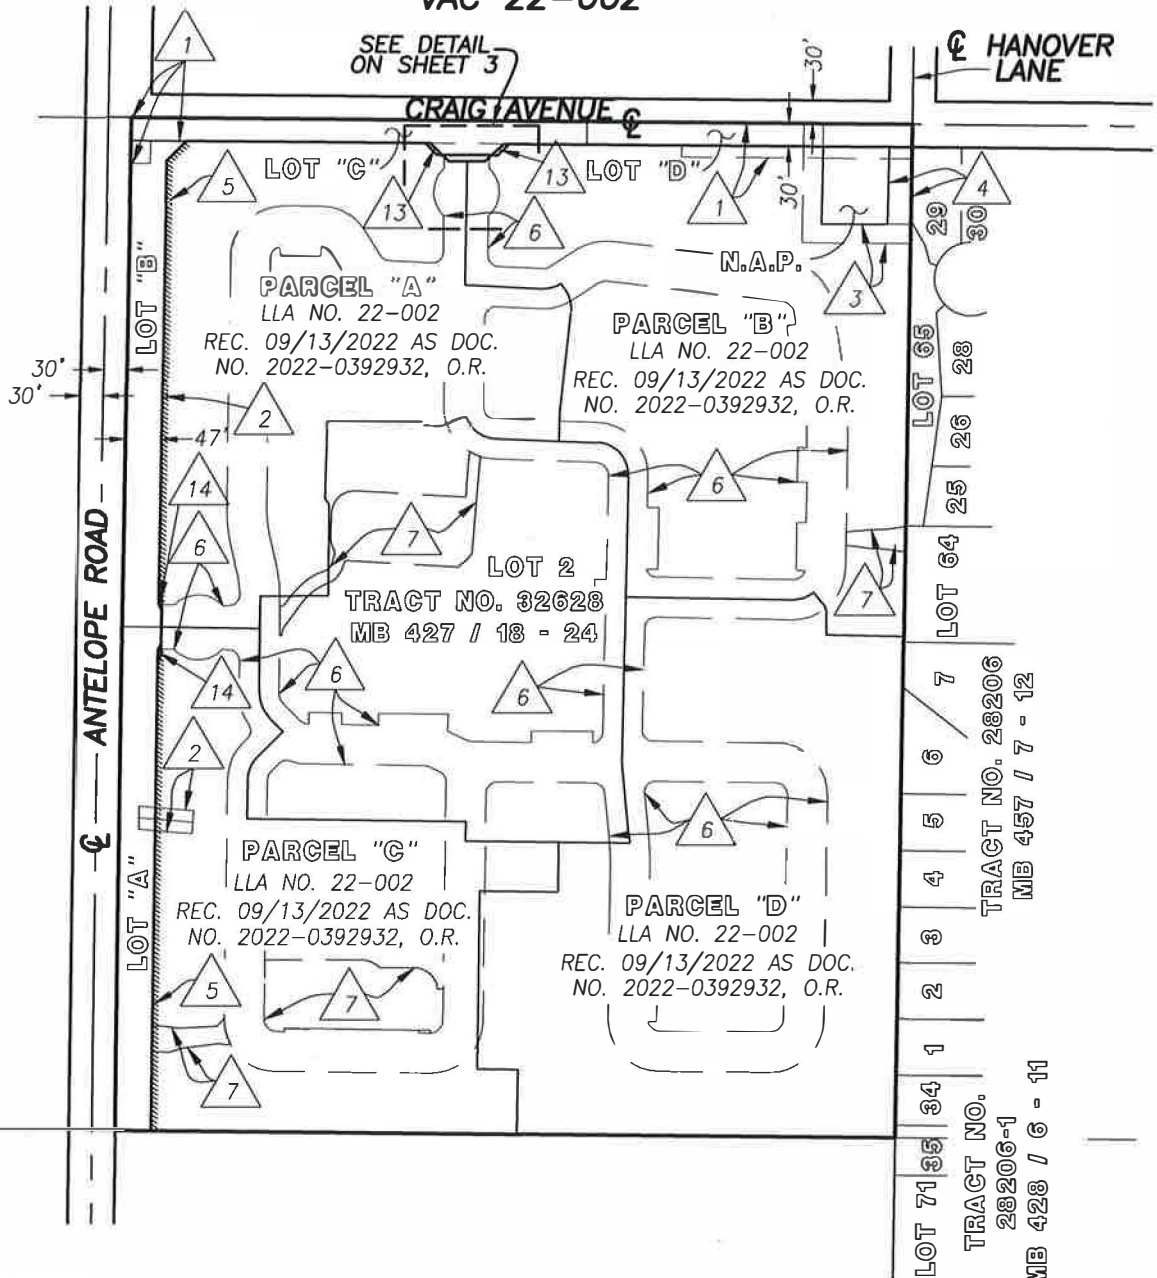 VAC 22-002
1
SEE DETAIL
ON SHEET 3
30'
℄ HANOVER
LANE
CRAIG AVENUE ℄
LOT "C"
5
13
13
LOT "D"
1
30'
4
29
30
6
LOT "B"
N.A.P.
3
PARCEL "A"
LLA NO. 22-002
REC. 09/13/2022 AS DOC.
NO. 2022-0392932, O.R.
PARCEL "B"
LLA NO. 22-002
REC. 09/13/2022 AS DOC.
NO. 2022-0392932, O.R.
LOT 65
28
30'
30'
2
47'
26
14
6
25
6
7
ANTELOPE ROAD
℄
LOT 2
TRACT NO. 32628
MB 427 / 18 - 24
7
LOT 64
6
6
14
7
TRACT NO. 28206
MB 457 / 7 - 12
2
6
5
6
4
LOT "A"
PARCEL "C"
LLA NO. 22-002
REC. 09/13/2022 AS DOC.
NO. 2022-0392932, O.R.
PARCEL "D"
LLA NO. 22-002
REC. 09/13/2022 AS DOC.
NO. 2022-0392932, O.R.
3
5
7
2
7
1
34
35
TRACT NO.
28206-1
MB 428 / 6 - 11
LOT 71